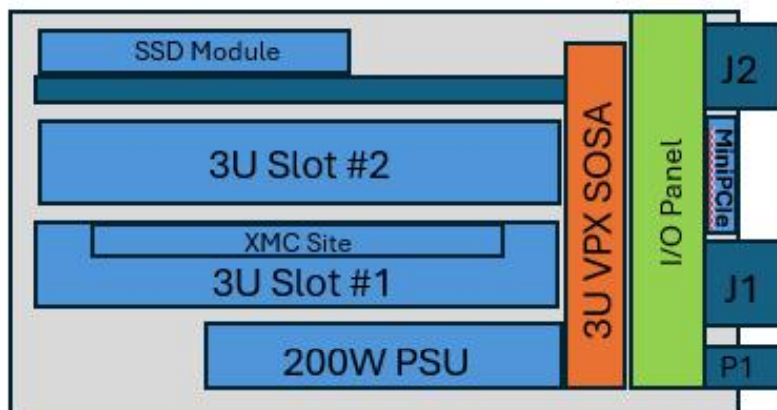 SSD Module
3U Slot #2
XMC Site
3U Slot #1
200W PSU
3U VPX SOSA
I/O Panel
J2
MiniPCIe
J1
P1